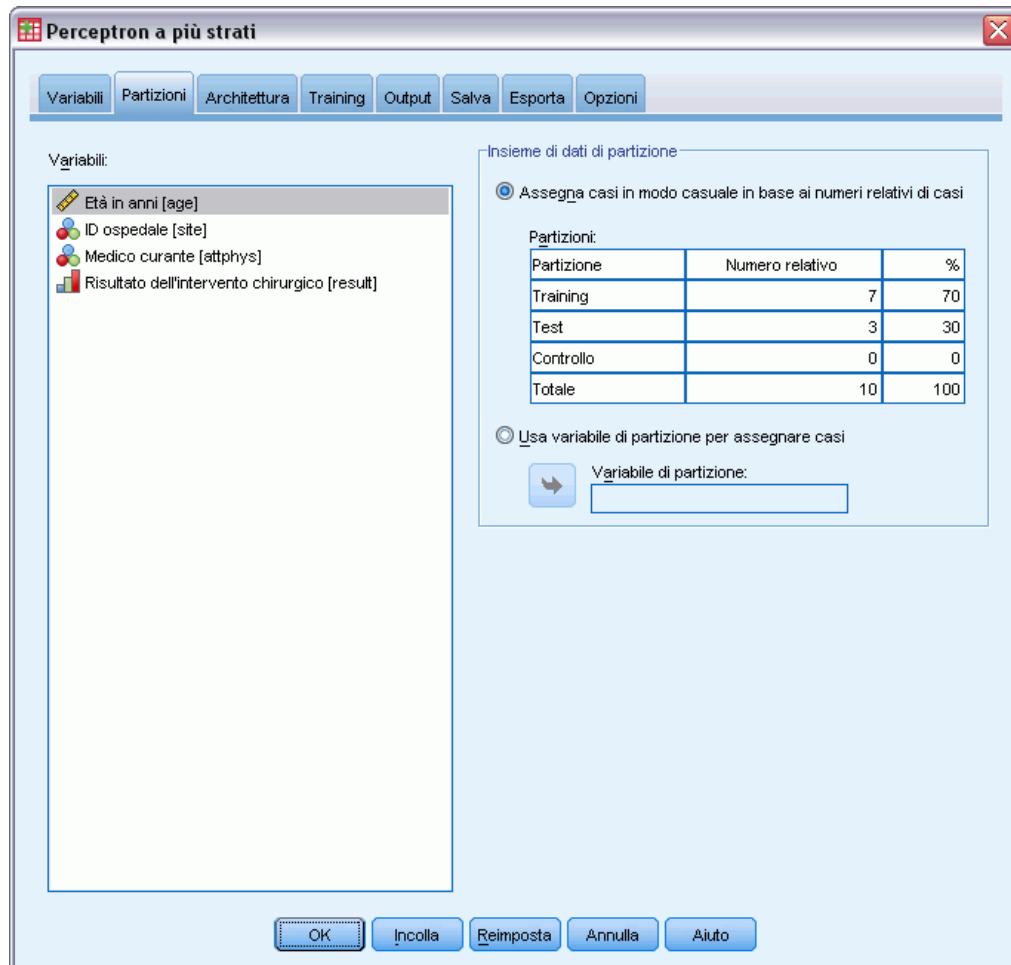 Perceptron a più strati
Variabili Partizioni Architettura Training Output Salva Esporta Opzioni
Variabili:
Età in anni [age]
ID ospedale [site]
Medico curante [attphys]
Risultato dell'intervento chirurgico [result]
Insieme di dati di partizione
Assegna casi in modo casuale in base ai numeri relativi di casi
Partizioni:
Partizione Numero relativo %
Training 7 70
Test 3 30
Controllo 0 0
Totale 10 100
Usa variabile di partizione per assegnare casi
Variabile di partizione:
OK Incolla Reimposta Annulla Aiuto